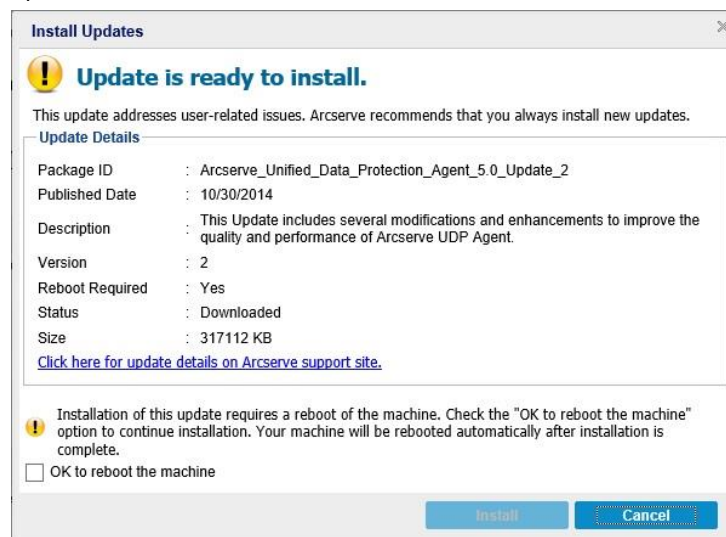 Install Updates
Update is ready to install.
This update addresses user-related issues. Arcserve recommends that you always install new updates.
Update Details
Package ID : Arcserve_Unified_Data_Protection_Agent_5.0_Update_2
Published Date : 10/30/2014
Description : This Update includes several modifications and enhancements to improve the
quality and performance of Arcserve UDP Agent.
Version : 2
Reboot Required : Yes
Status : Downloaded
Size : 317112 KB
Click here for update details on Arcserve support site.
Installation of this update requires a reboot of the machine. Check the "OK to reboot the machine"
option to continue installation. Your machine will be rebooted automatically after installation is
complete.
OK to reboot the machine
Install Cancel